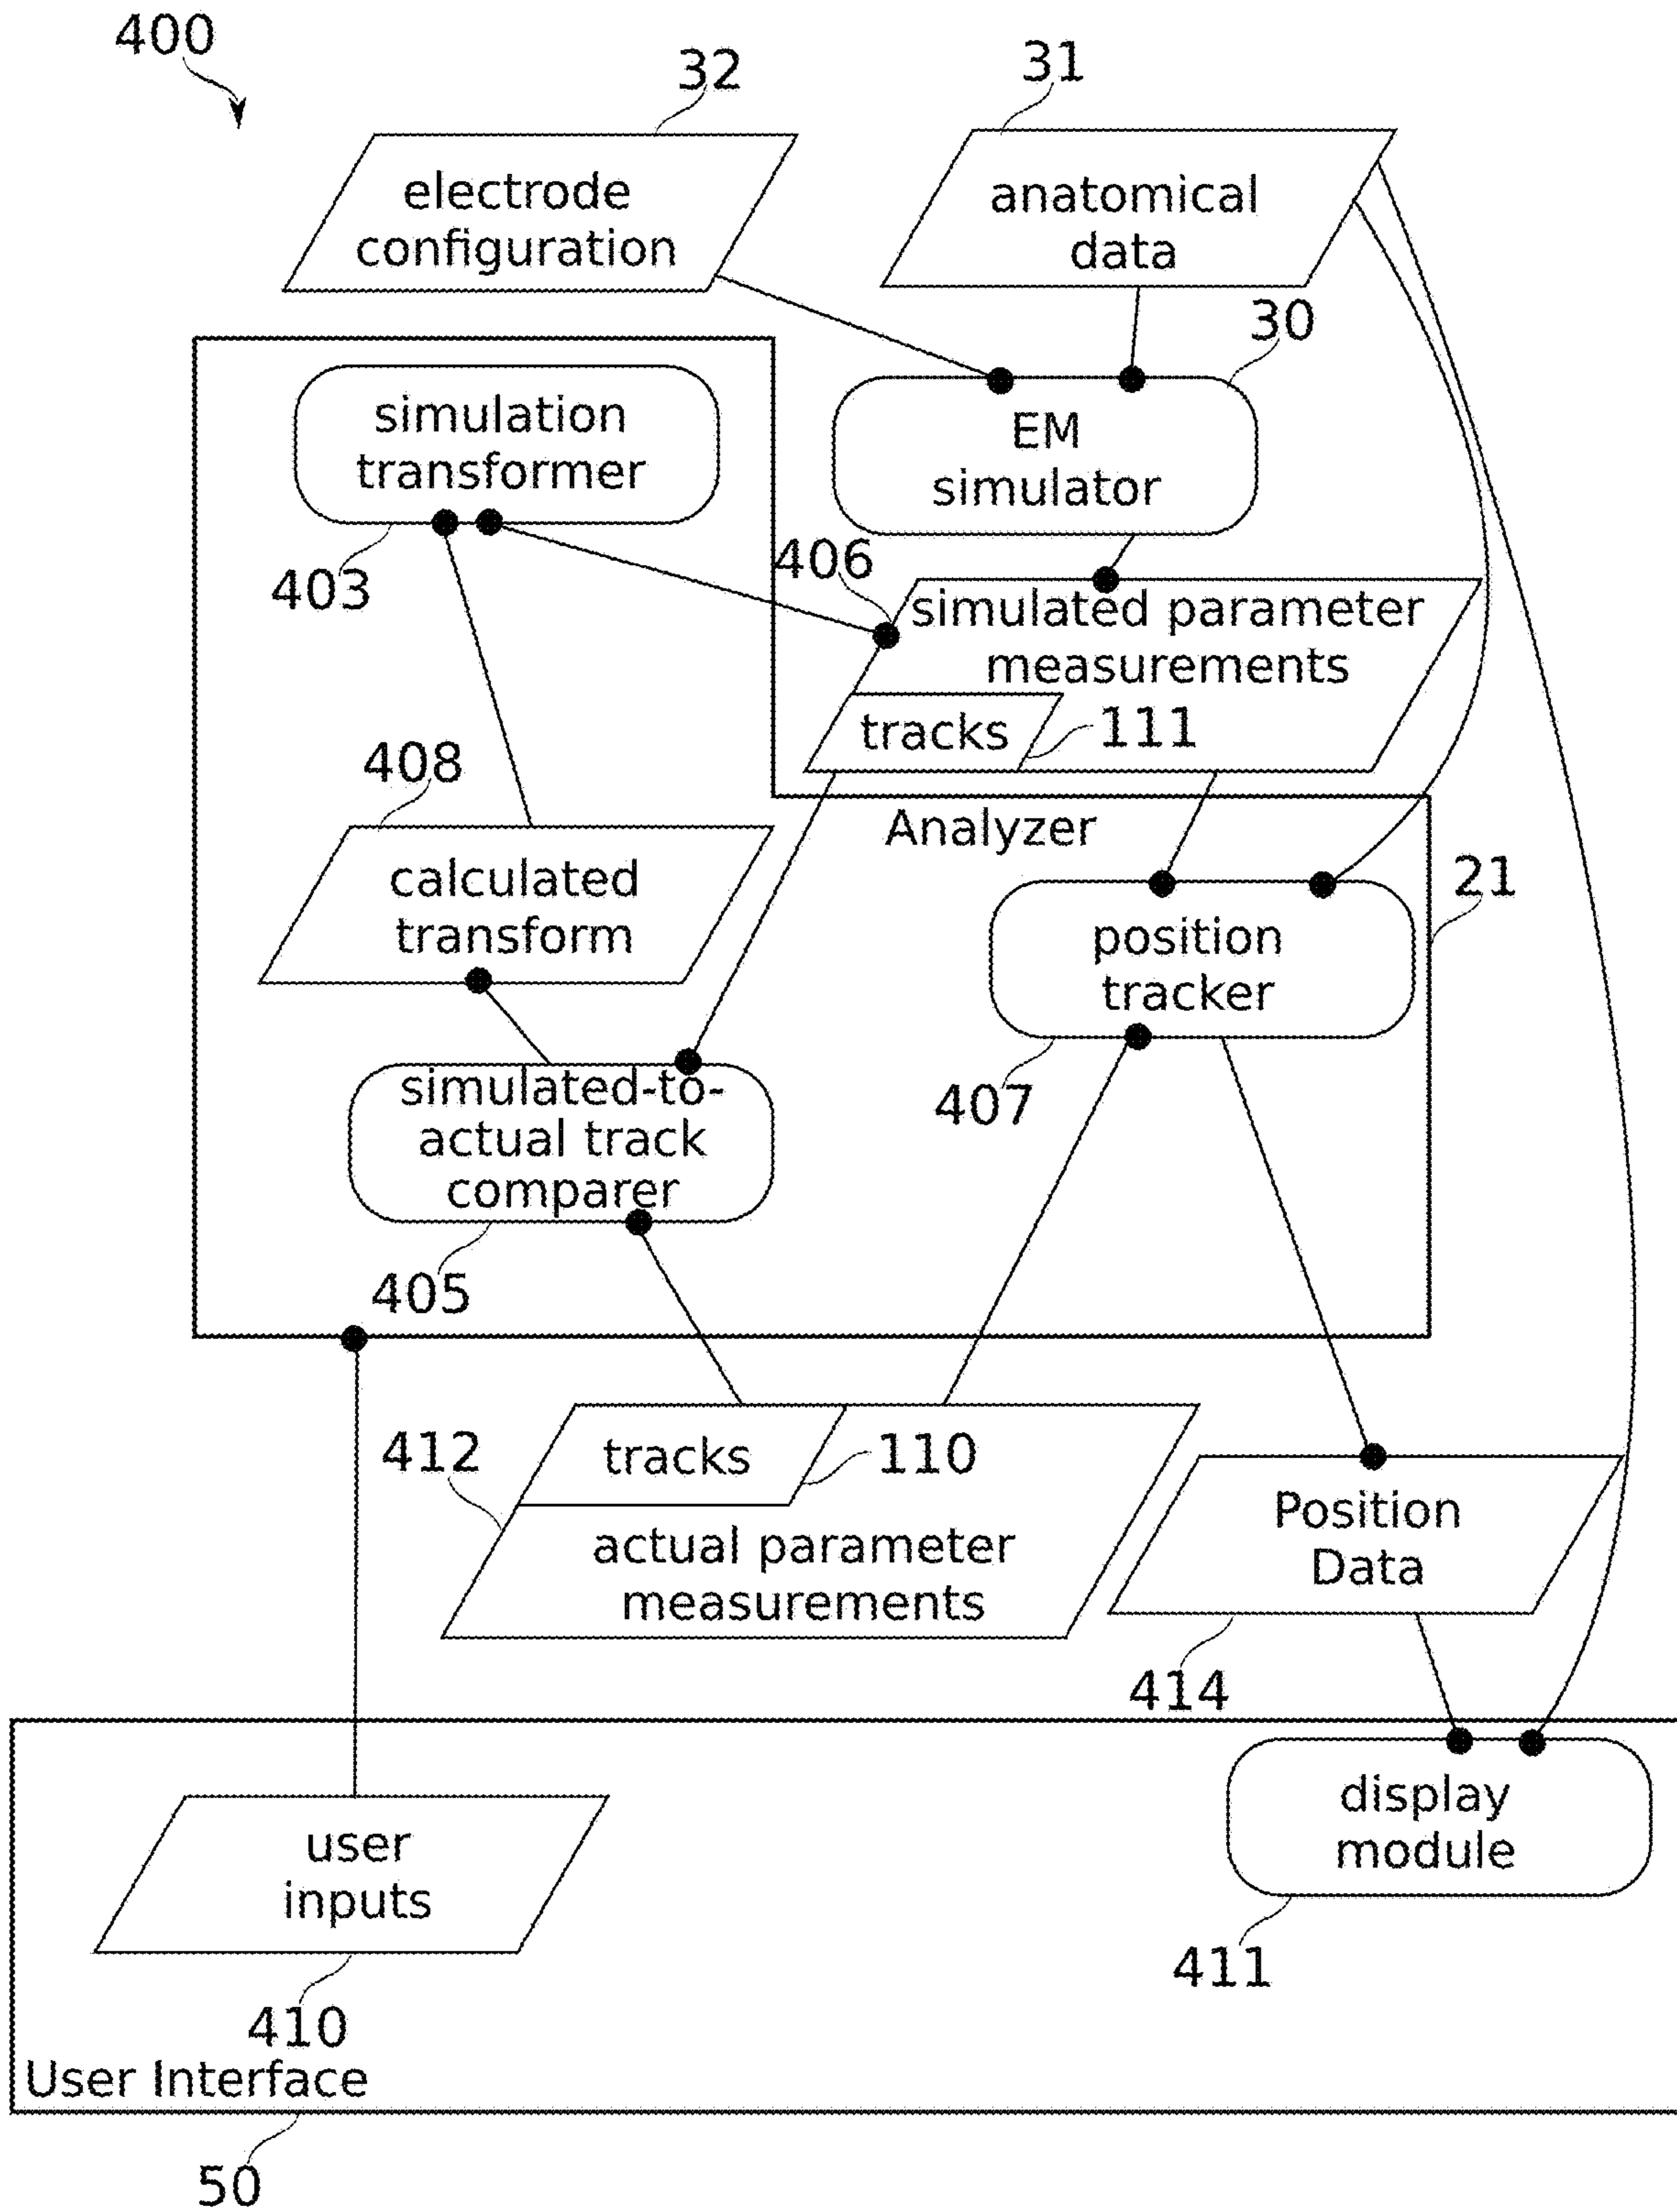 400
32
31
electrode
configuration
anatomical
data
30
simulation
transformer
EM
simulator
403
406
simulated parameter
measurements
tracks
111
408
Analyzer
calculated
transform
21
position
tracker
407
simulated-to-
actual track
comparer
405
412
tracks
110
actual parameter
measurements
Position
Data
414
display
module
user
inputs
411
410
User Interface
50